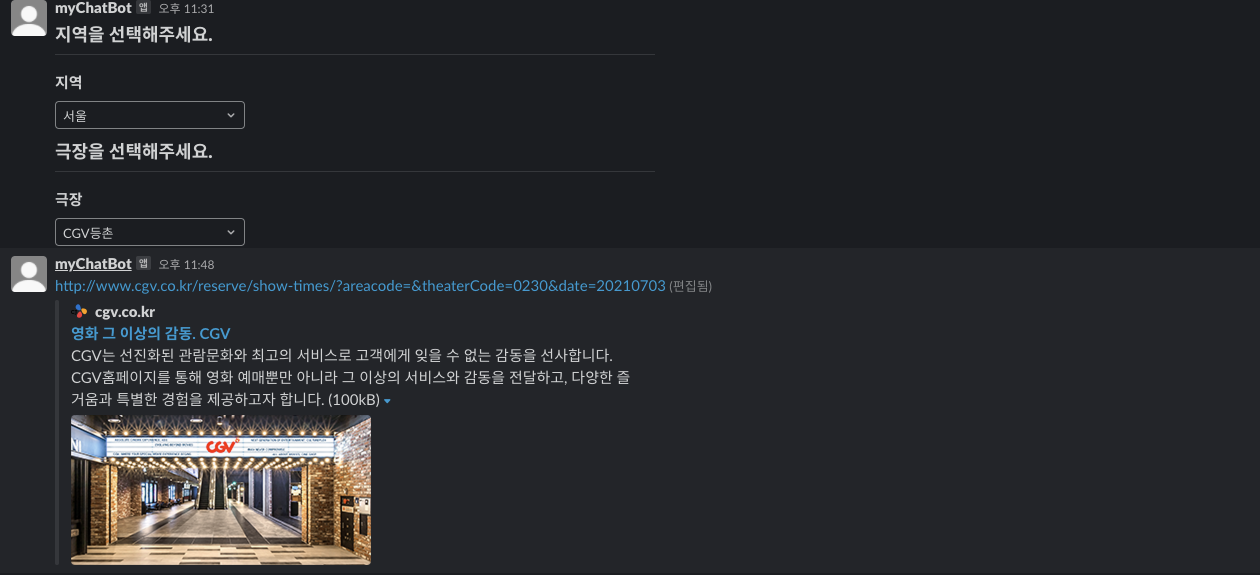 myChatBot 앱 오후 11:31
지역을 선택해주세요.
지역
서울
극장을 선택해주세요.
극장
CGV등촌
myChatBot 앱 오후 11:48
http://www.cgv.co.kr/reserve/show-times/?areacode=&theaterCode=0230&date=20210703 (편집됨)
cgv.co.kr
영화 그 이상의 감동. CGV
CGV는 선진화된 관람문화와 최고의 서비스로 고객에게 잊을 수 없는 감동을 선사합니다.
CGV홈페이지를 통해 영화 예매뿐만 아니라 그 이상의 서비스와 감동을 전달하고, 다양한 즐
거움과 특별한 경험을 제공하고자 합니다. (100kB)
CGV